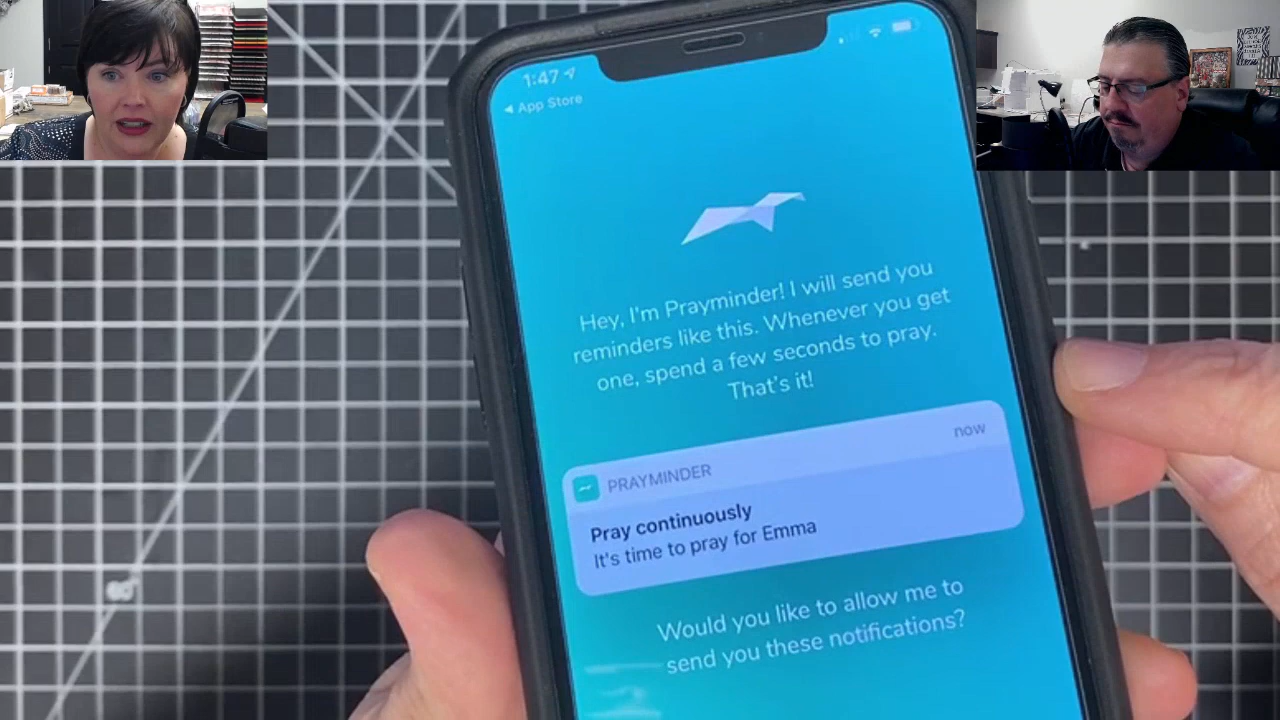 1:47
App Store
Hey, I'm Prayminder! I will send you
reminders like this. Whenever you get
one, spend a few seconds to pray.
That's it!
PRAYMINDER
now
Pray continuously
It's time to pray for Emma
Would you like to allow me to
send you these notifications?
60°